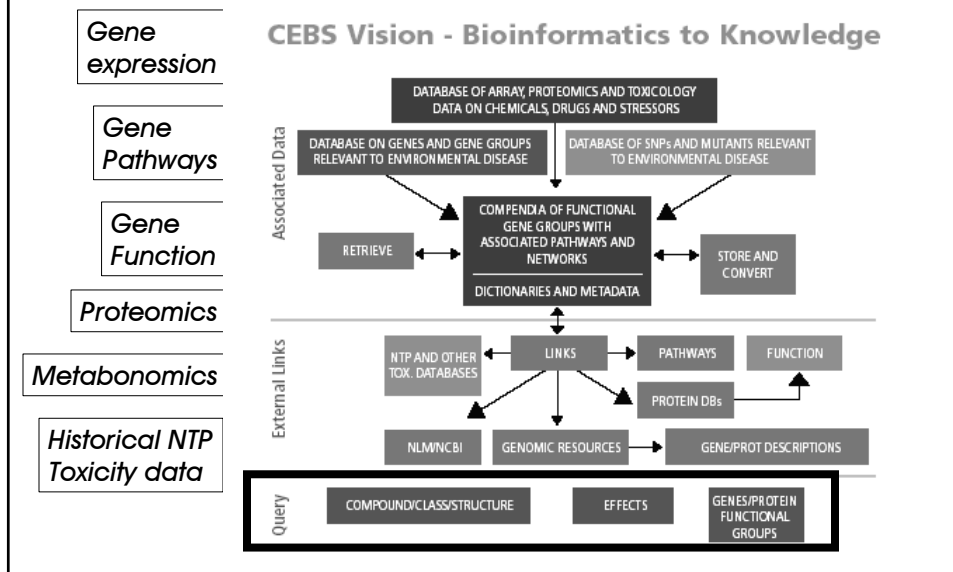 Gene
expression
Gene
Pathways
Gene
Function
Proteomics
Metabonomics
Historical NTP
Toxicity data
CEBS Vision - Bioinformatics to Knowledge
Associated Data
DATABASE OF ARRAY, PROTEOMICS AND TOXICOLOGY
DATA ON CHEMICALS, DRUGS AND STRESSORS
DATABASE ON GENES AND GENE GROUPS
RELEVANT TO ENVIRONMENTAL DISEASE
DATABASE OF SNPs AND MUTANTS RELEVANT
TO ENVIRONMENTAL DISEASE
COMPENDIA OF FUNCTIONAL
GENE GROUPS WITH
ASSOCIATED PATHWAYS AND
NETWORKS
DICTIONARIES AND METADATA
RETRIEVE
STORE AND
CONVERT
External Links
NTP AND OTHER
TOX. DATABASES
LINKS
PATHWAYS
FUNCTION
PROTEIN DBs
NLM/NCBI
GENOMIC RESOURCES
GENE/PROT DESCRIPTIONS
Query
COMPOUND/CLASS/STRUCTURE
EFFECTS
GENES/PROTEIN
FUNCTIONAL
GROUPS